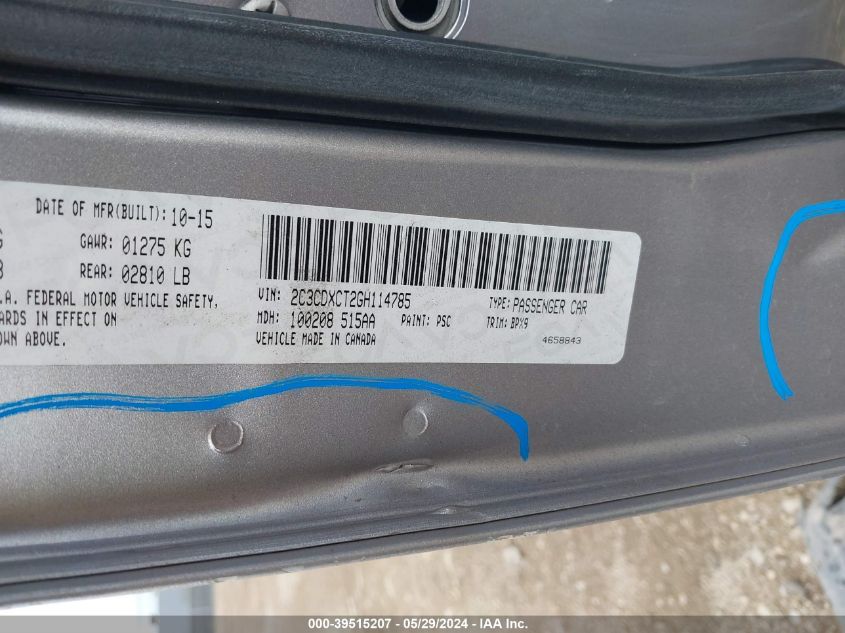 DATE OF MFR(BUILT): 10-15
G GAWR: 01275 KG
B REAR: 02810 LB
.A. FEDERAL MOTOR VEHICLE SAFETY,
ARDS IN EFFECT ON
OWN ABOVE.
VIN: 2C3CDXCT2GH114785 TYPE: PASSENGER CAR
MDH: 100208 515AA PAINT: PSC TRIM: BPX9
VEHICLE MADE IN CANADA 4658843
000-39515207 - 05/29/2024 - IAA Inc.